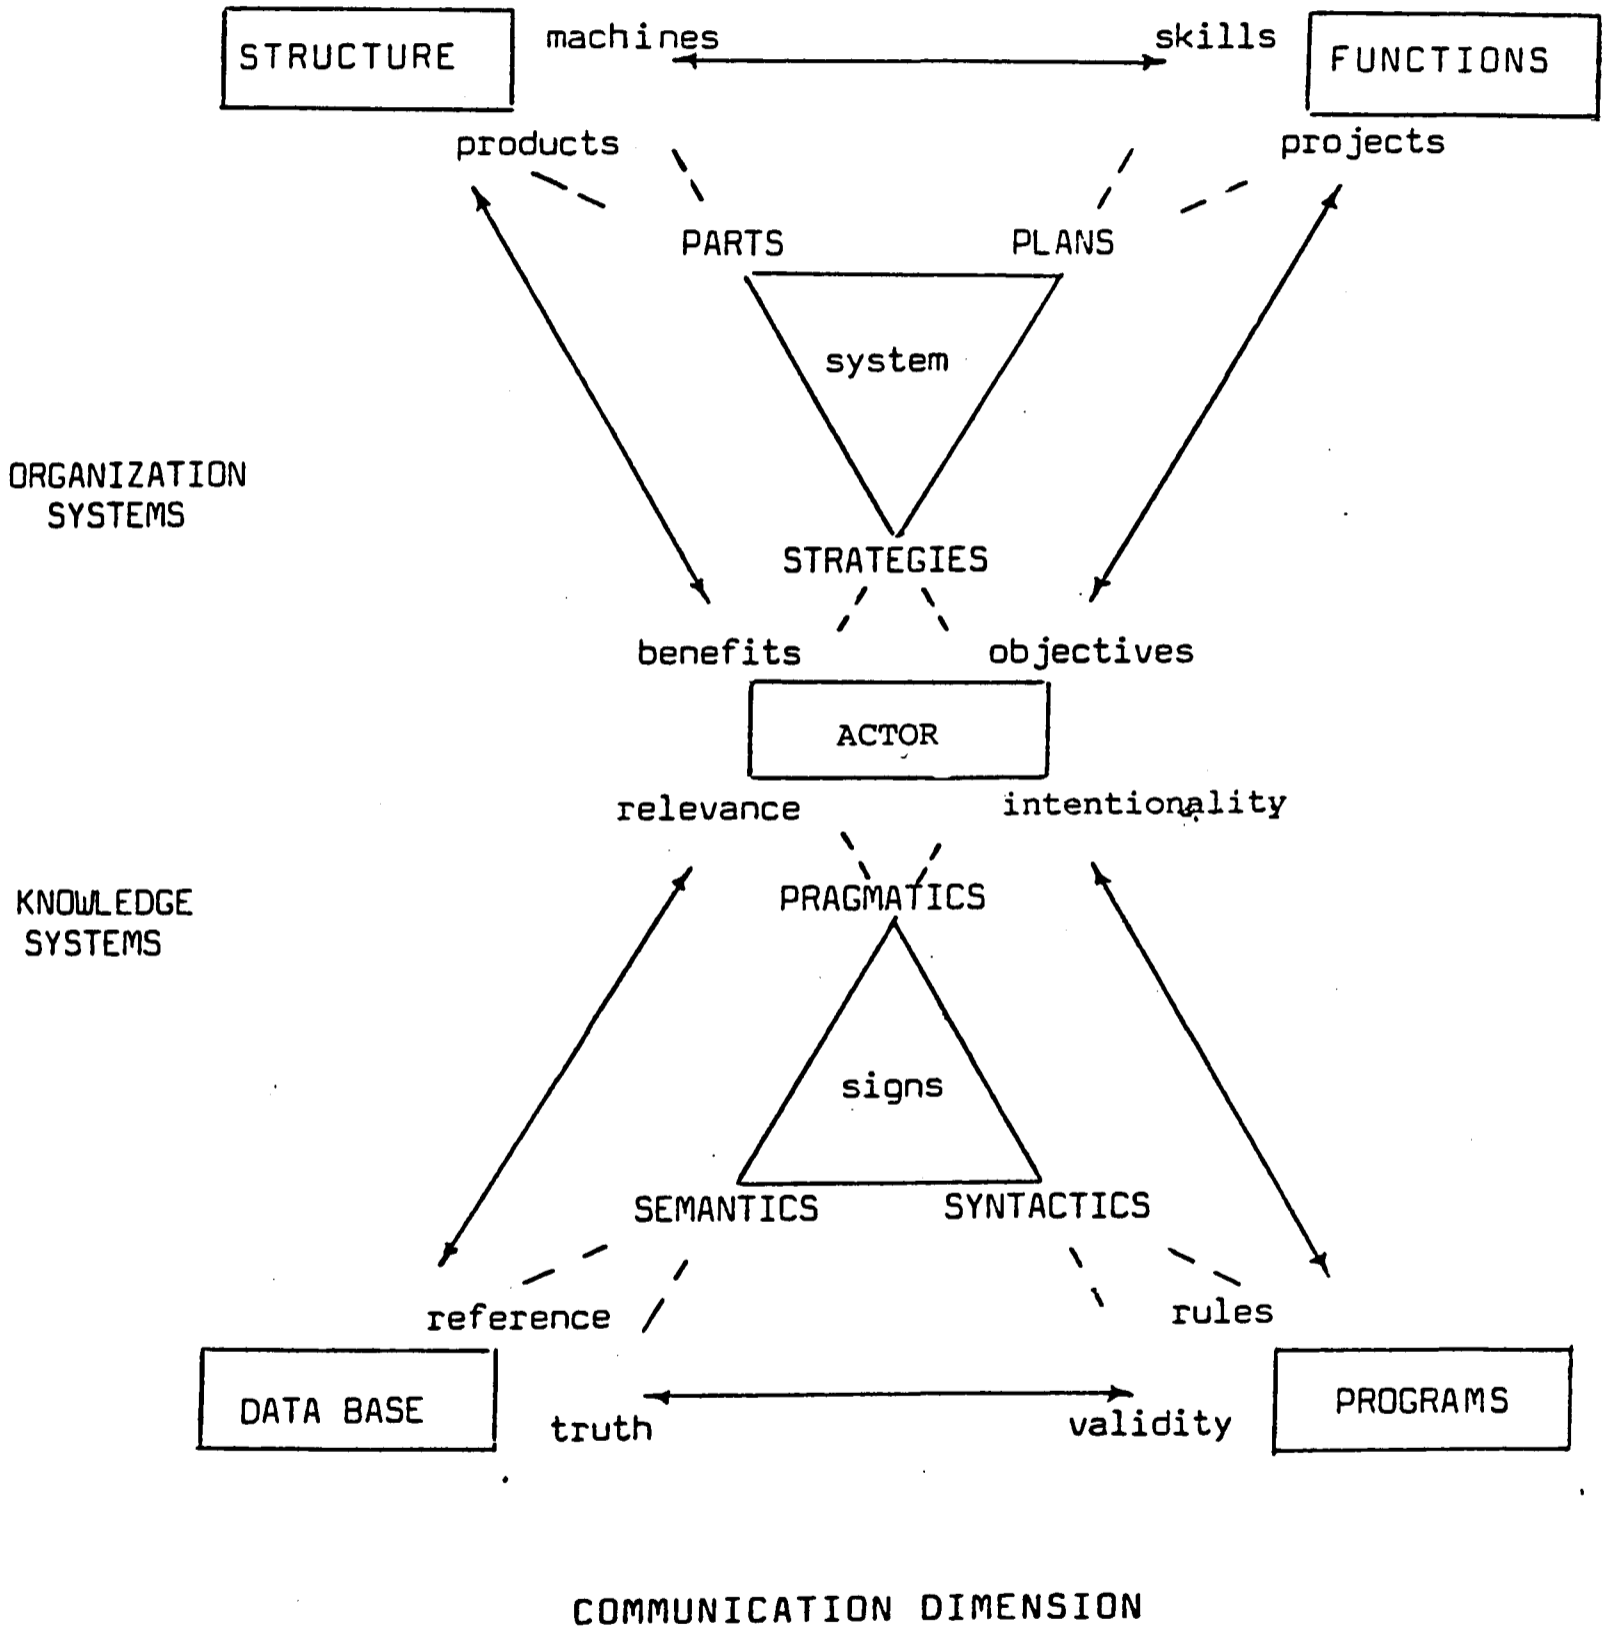 machines
skills
STRUCTURE
FUNCTIONS
products
projects
PARTS
PLANS
system
ORGANIZATION
SYSTEMS
STRATEGIES
benefits
objectives
ACTOR
relevance
intentionality
KNOWLEDGE
SYSTEMS
PRAGMATICS
signs
SEMANTICS
SYNTACTICS
reference
rules
DATA BASE
PROGRAMS
truth
validity
COMMUNICATION DIMENSION